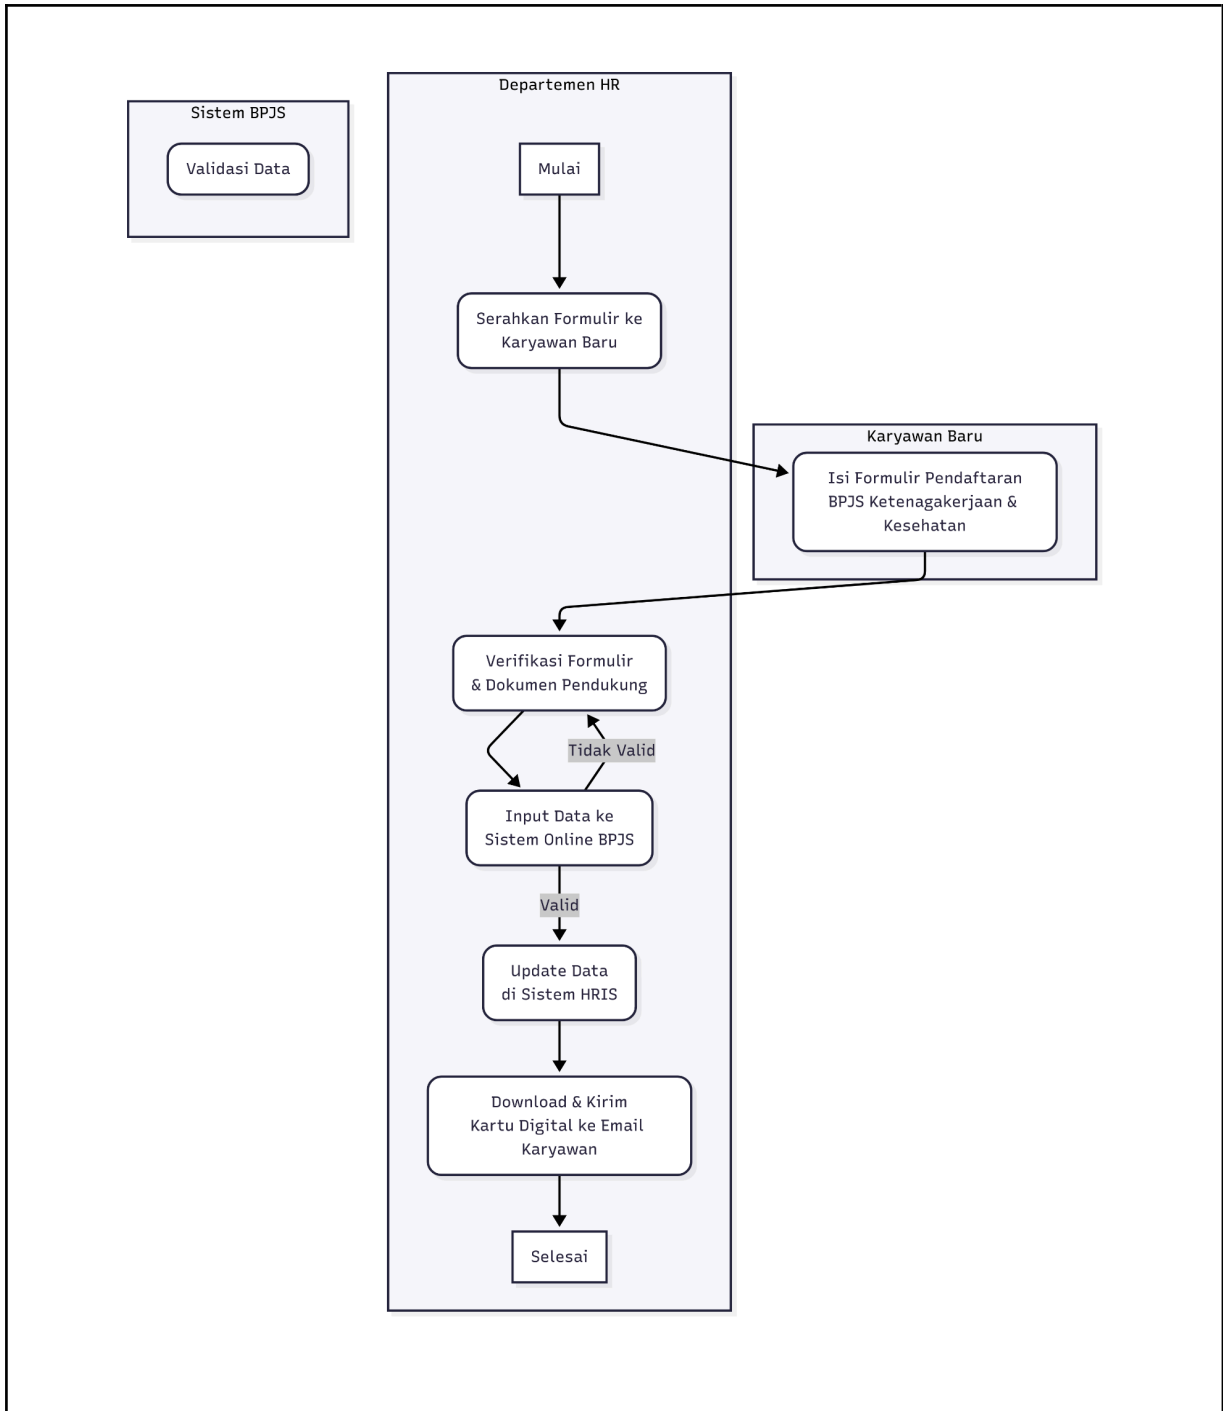 Departemen HR
Sistem BPJS
Validasi Data
Mulai
Serahkan Formulir ke
Karyawan Baru
Karyawan Baru
Isi Formulir Pendaftaran
BPJS Ketenagakerjaan &
Kesehatan
Verifikasi Formulir
& Dokumen Pendukung
Tidak Valid
Input Data ke
Sistem Online BPJS
Valid
Update Data
di Sistem HRIS
Download & Kirim
Kartu Digital ke Email
Karyawan
Selesai